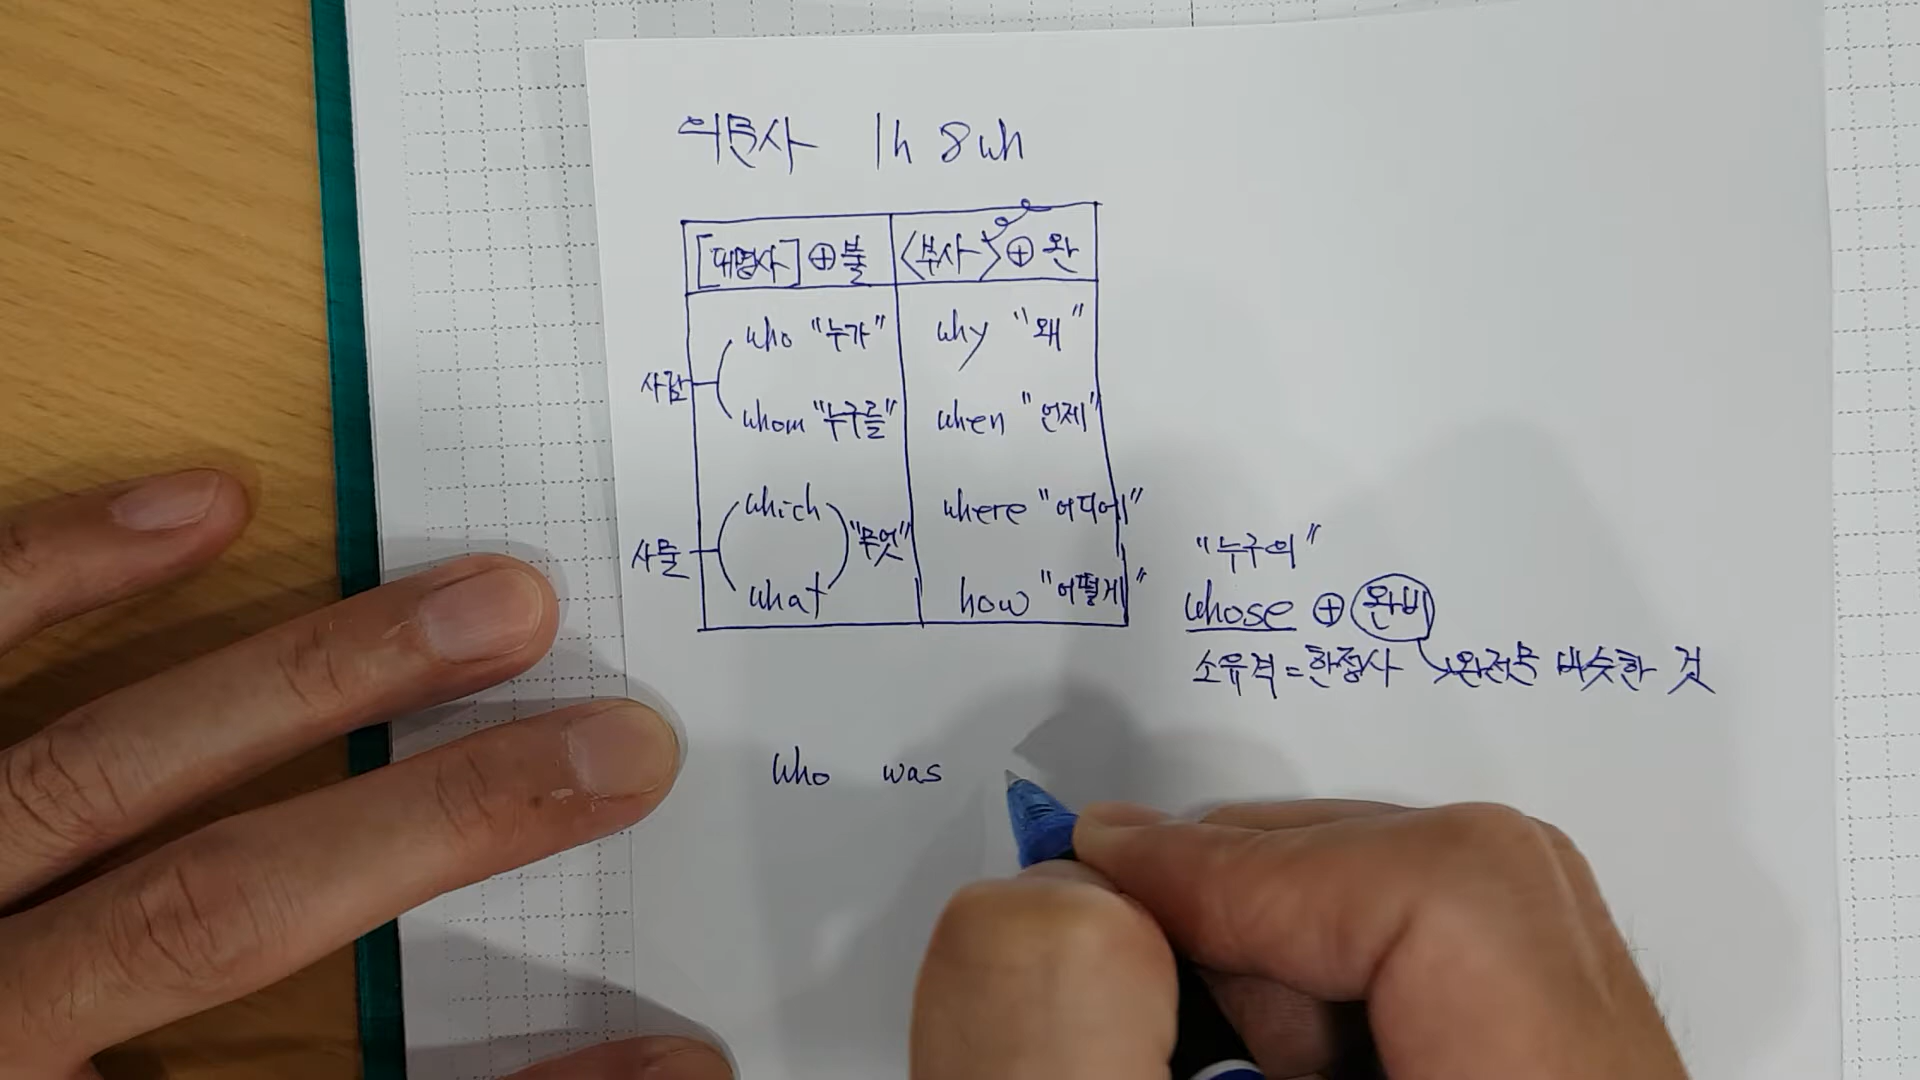 의문사 1h 8wh
[대명사] ⊕ 불 <부사> ⊕ 완
who "누가" why "왜"
사람
whom "누구를" when "언제"
which where "어디에"
사물 "무엇"
what how "어떻게"
"누구의"
whose ⊕ 완비
소유격 = 한정사 완전과 비슷한 것
who was